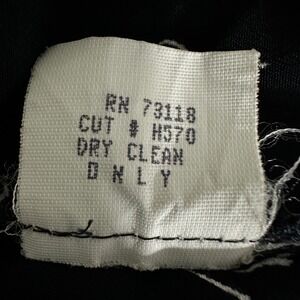 RN 73118
CUT # H570
DRY CLEAN
O N L Y